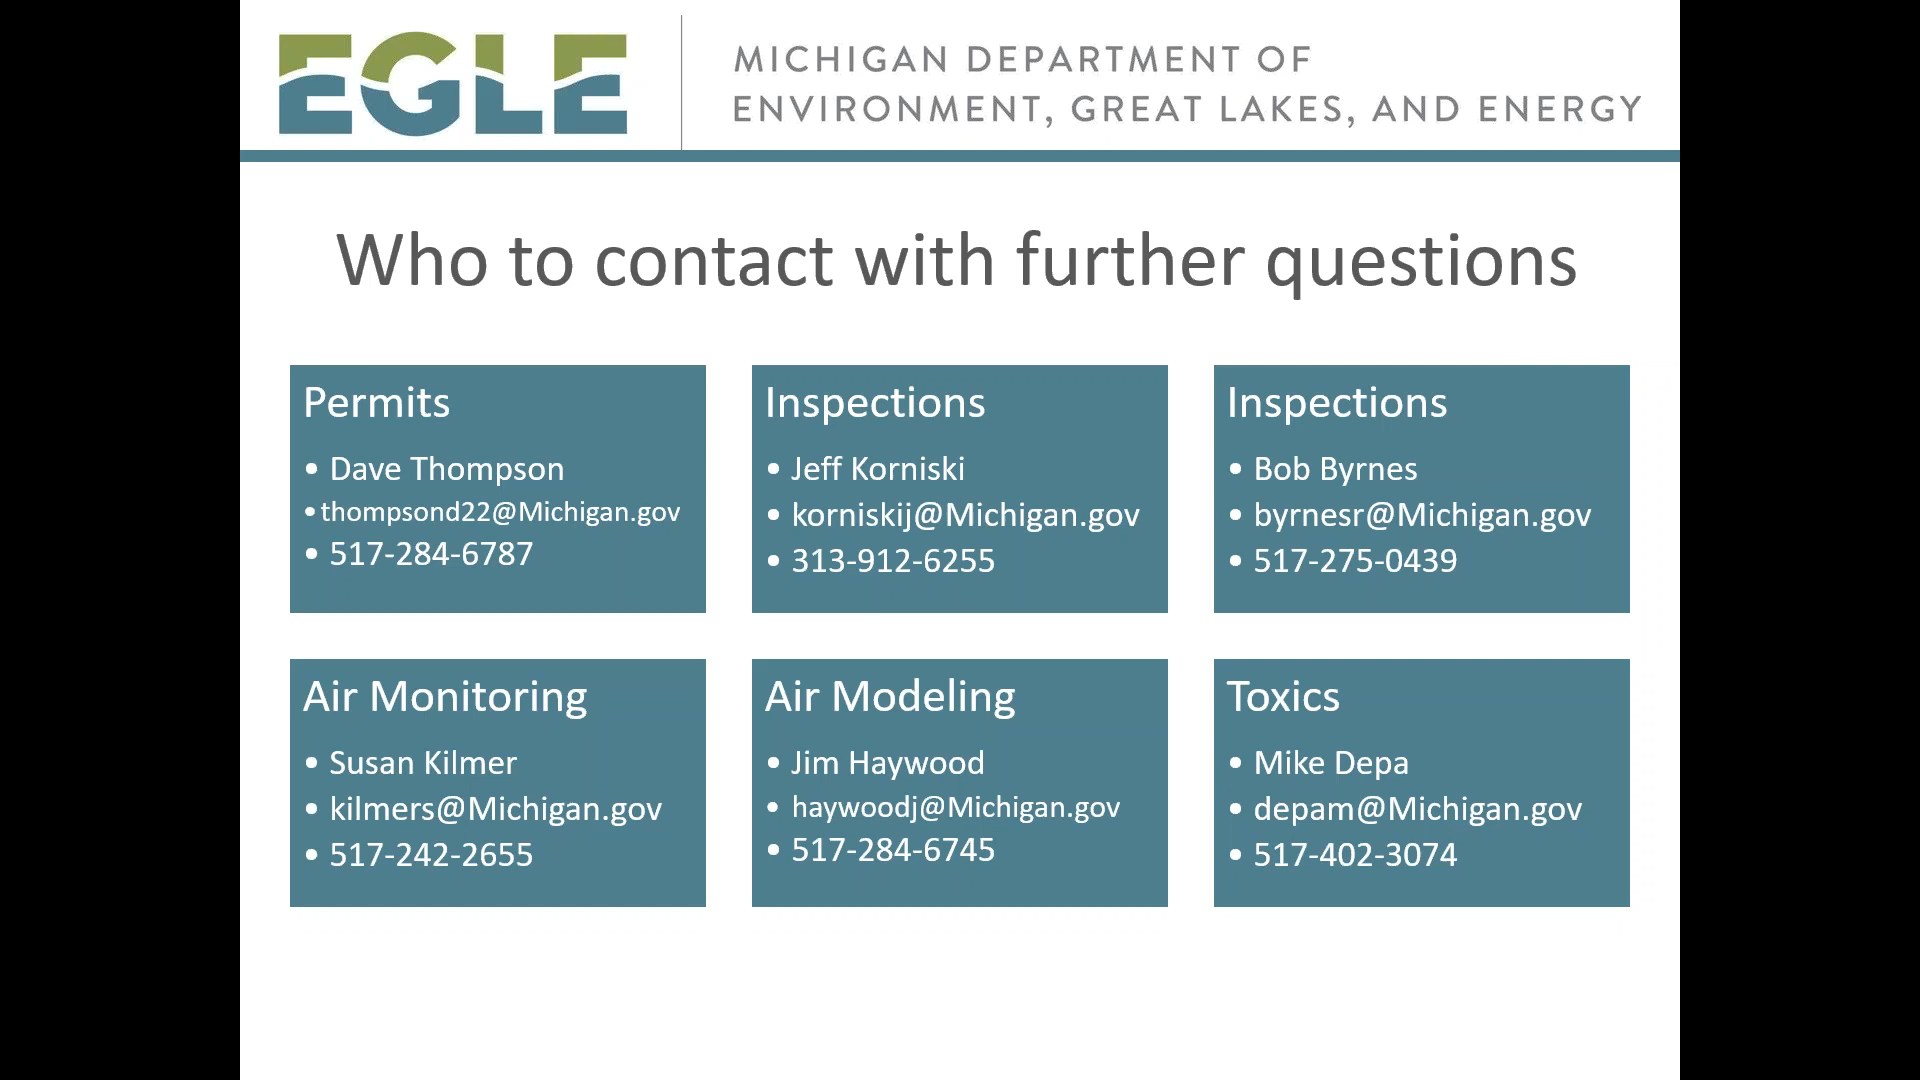 EGLE
MICHIGAN DEPARTMENT OF
ENVIRONMENT, GREAT LAKES, AND ENERGY
Who to contact with further questions
Permits
• Dave Thompson
• thompsond22@Michigan.gov
• 517-284-6787
Inspections
• Jeff Korniski
• korniskij@Michigan.gov
• 313-912-6255
Inspections
• Bob Byrnes
• byrnesr@Michigan.gov
• 517-275-0439
Air Monitoring
• Susan Kilmer
• kilmers@Michigan.gov
• 517-242-2655
Air Modeling
• Jim Haywood
• haywoodj@Michigan.gov
• 517-284-6745
Toxics
• Mike Depa
• depam@Michigan.gov
• 517-402-3074